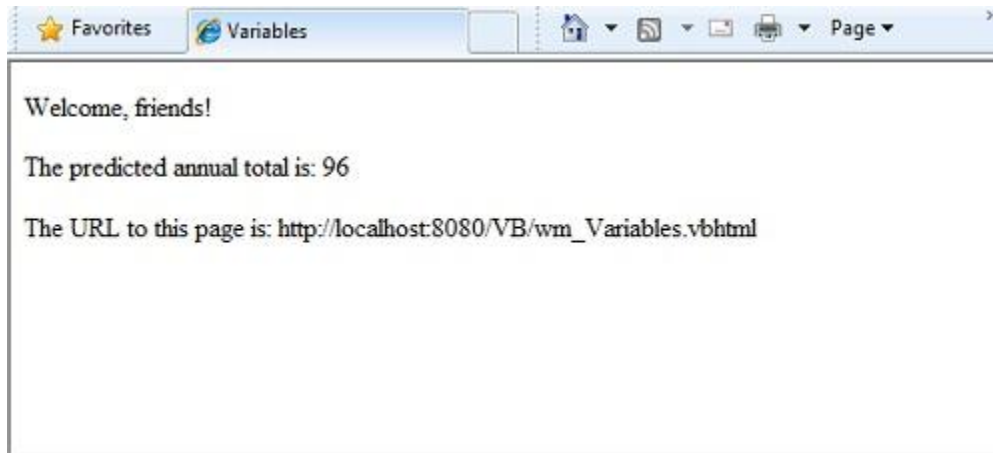 Favorites
Variables
Page
Welcome, friends!
The predicted annual total is: 96
The URL to this page is: http://localhost:8080/VB/wm_Variables.vbhtml